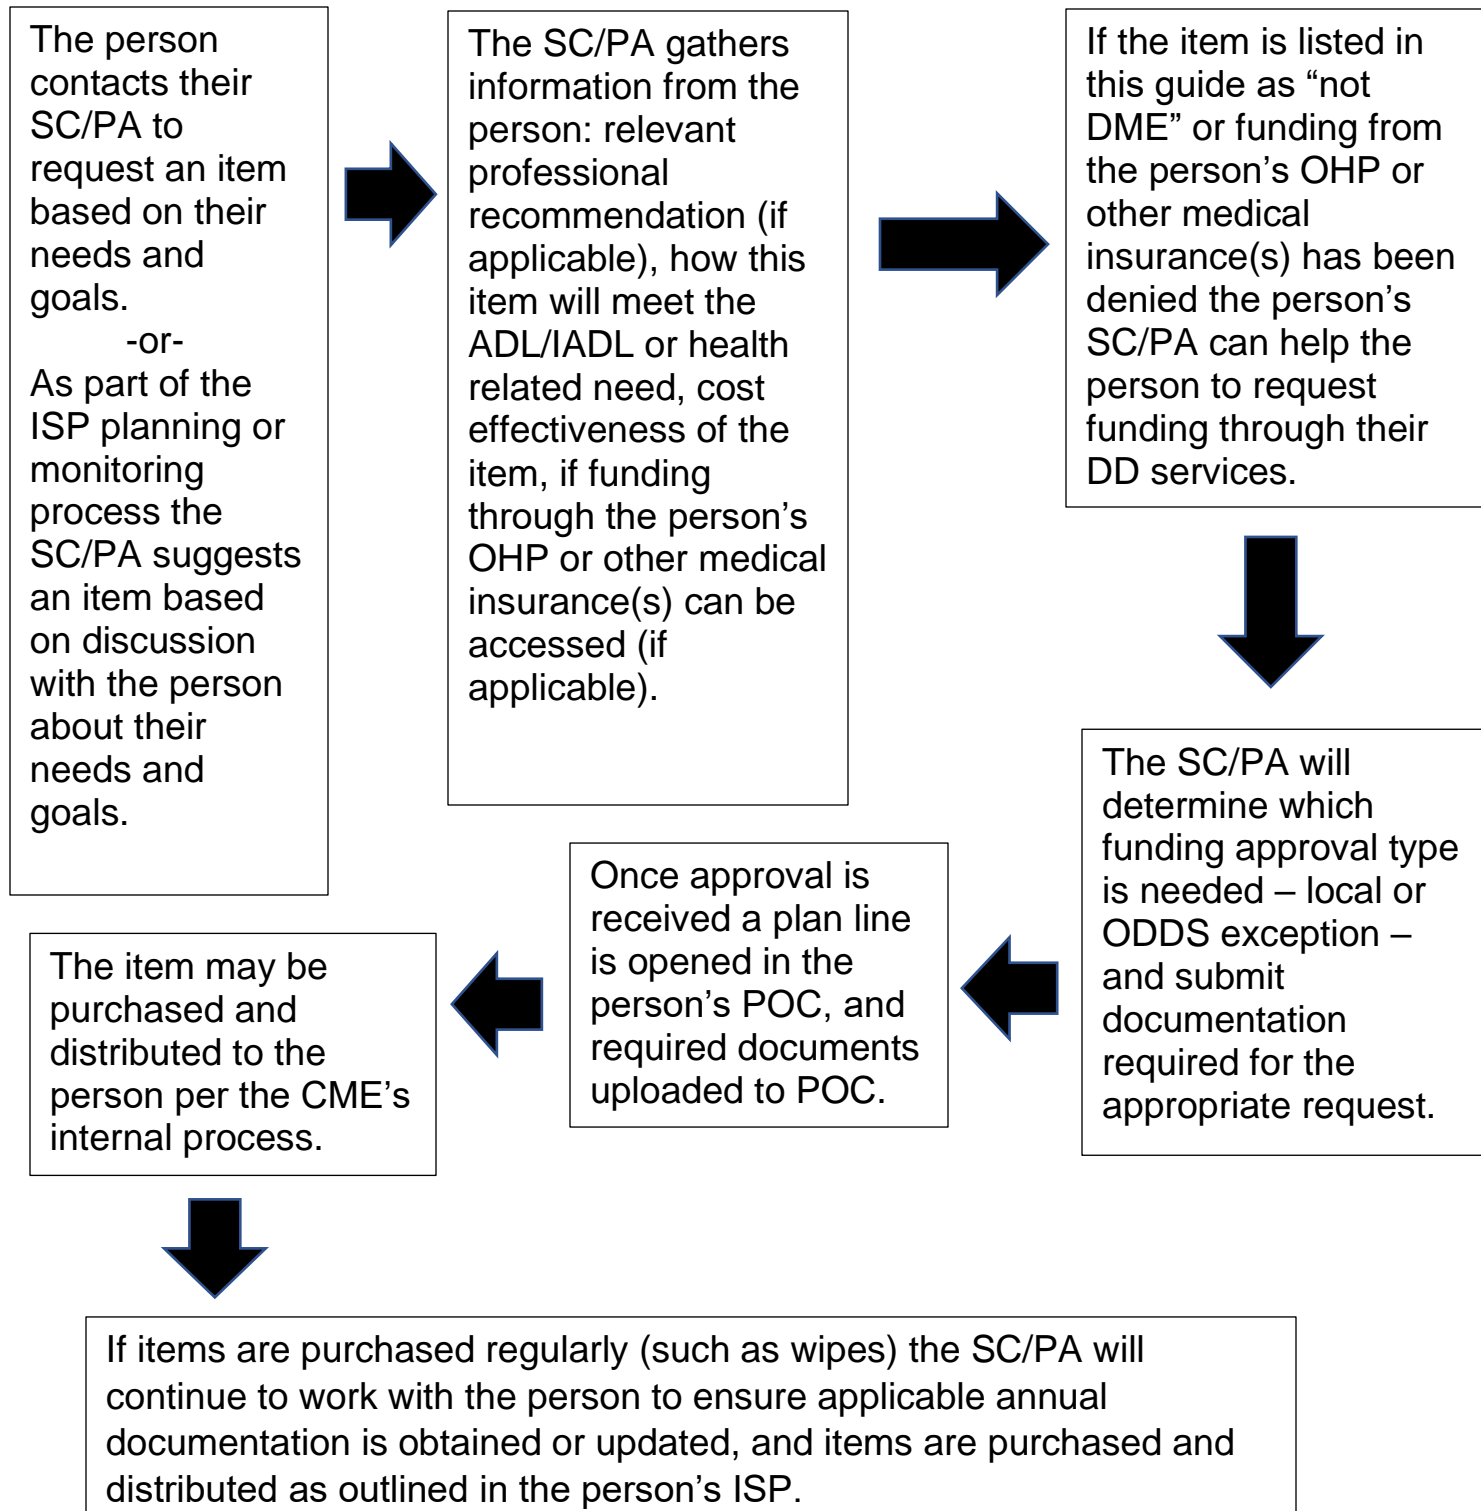 The person
contacts their
SC/PA to
request an item
based on their
needs and
goals.
-or-
As part of the
ISP planning or
monitoring
process the
SC/PA suggests
an item based
on discussion
with the person
about their
needs and
goals.
The SC/PA gathers
information from the
person: relevant
professional
recommendation (if
applicable), how this
item will meet the
ADL/IADL or health
related need, cost
effectiveness of the
item, if funding
through the person’s
OHP or other medical
insurance(s) can be
accessed (if
applicable).
If the item is listed in
this guide as “not
DME” or funding from
the person’s OHP or
other medical
insurance(s) has been
denied the person’s
SC/PA can help the
person to request
funding through their
DD services.
The SC/PA will
determine which
funding approval type
is needed – local or
ODDS exception –
and submit
documentation
required for the
appropriate request.
Once approval is
received a plan line
is opened in the
person’s POC, and
required documents
uploaded to POC.
The item may be
purchased and
distributed to the
person per the CME’s
internal process.
If items are purchased regularly (such as wipes) the SC/PA will
continue to work with the person to ensure applicable annual
documentation is obtained or updated, and items are purchased and
distributed as outlined in the person’s ISP.